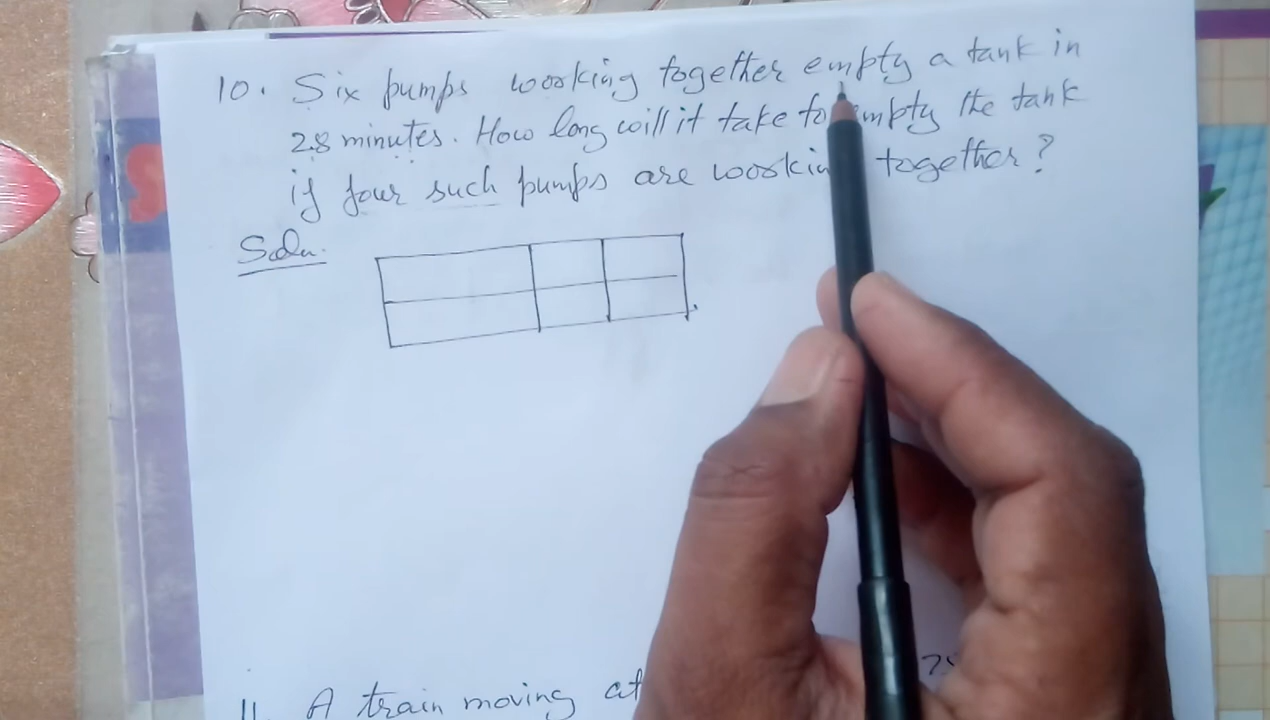 10. Six pumps working together empty a tank in
28 minutes. How long will it take to empty the tank
if four such pumps are working together?
Soln.
11. A train moving at